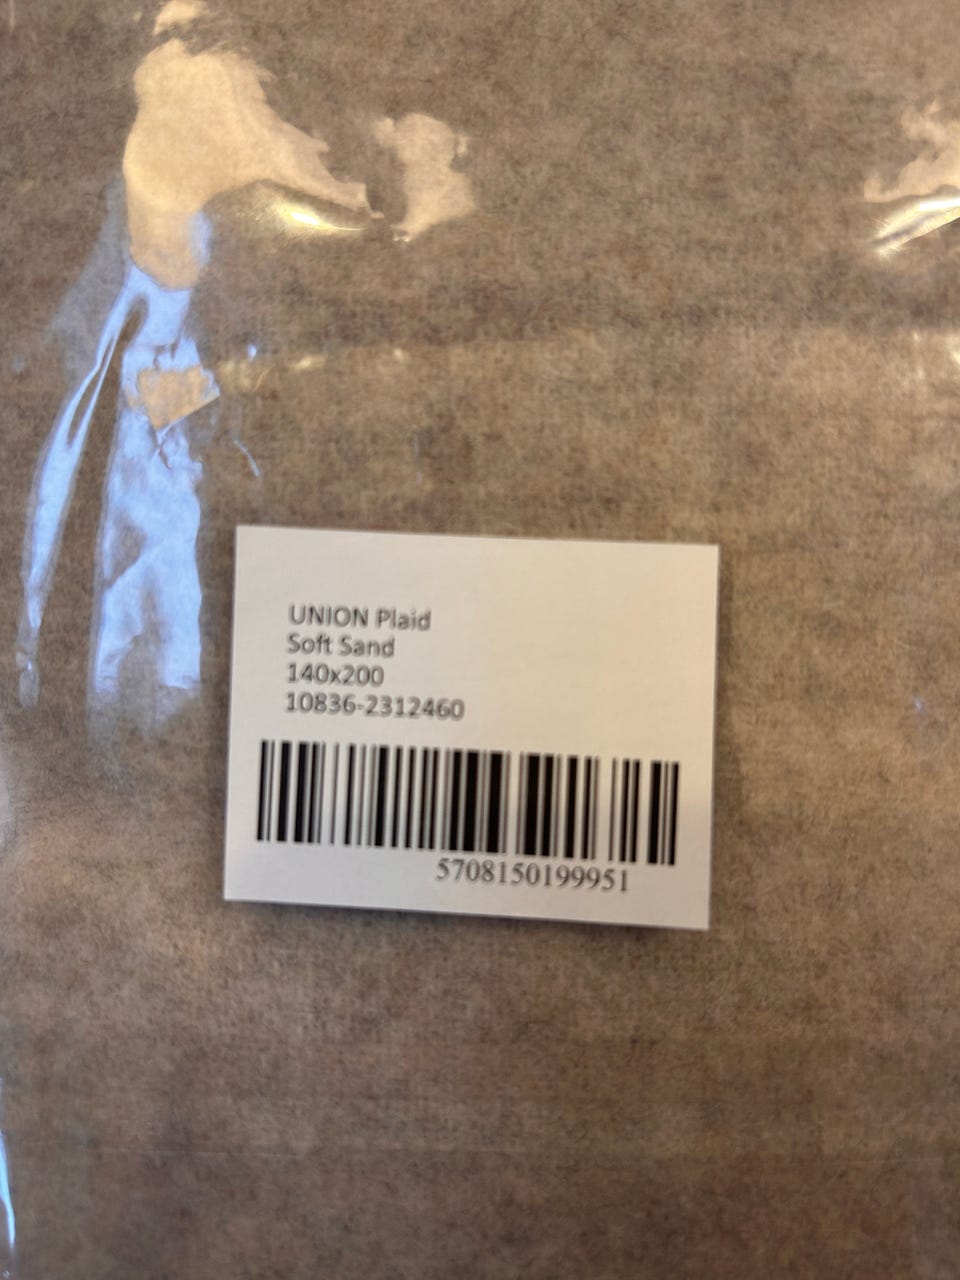 UNION Plaid
Soft Sand
140x200
10836-2312460
5708150199951